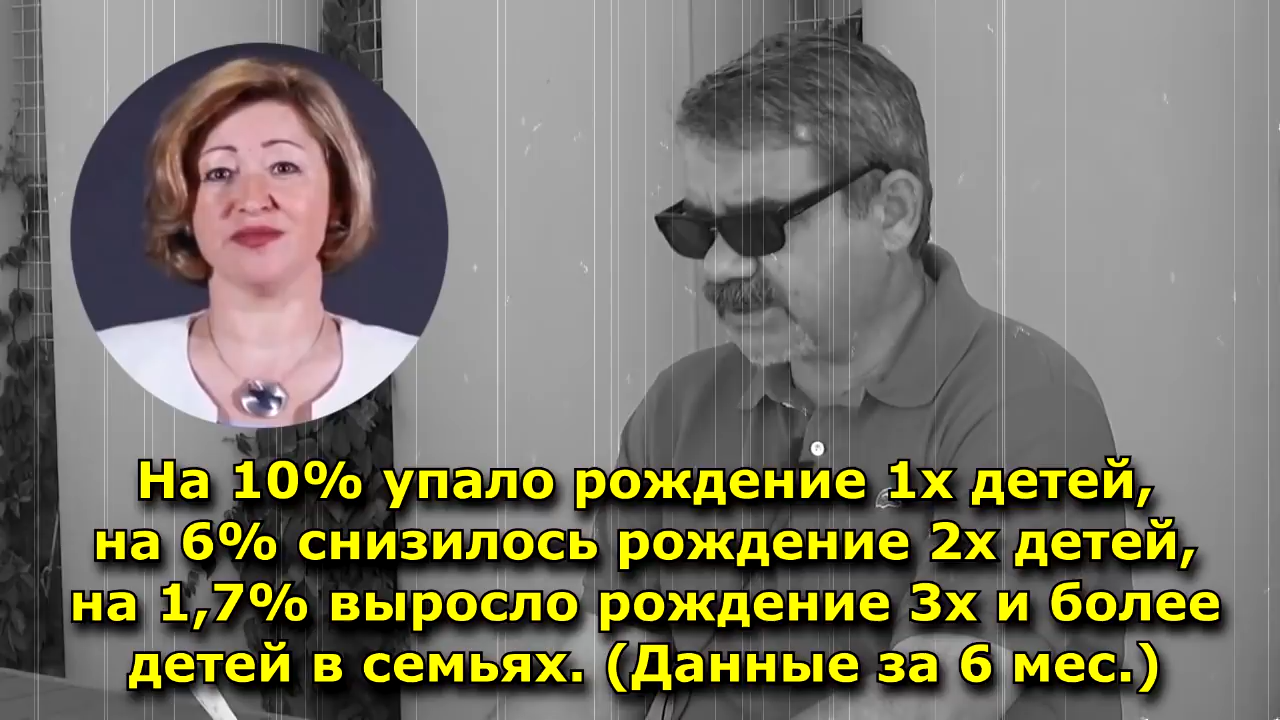 На 10% упало рождение 1х детей,
на 6% снизилось рождение 2х детей,
на 1,7% выросло рождение 3х и более
детей в семьях. (Данные за 6 мес.)